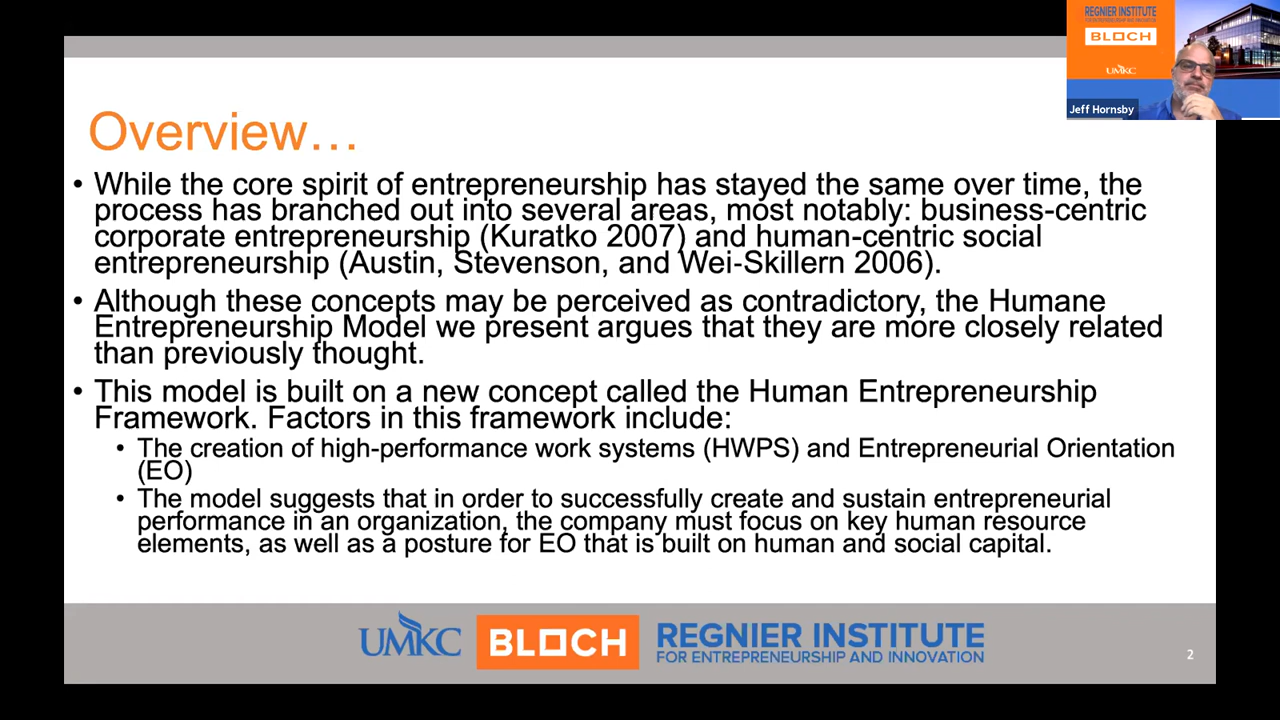 REGNIER INSTITUTE
FOR ENTREPRENEURSHIP AND INNOVATION
BLOCH
UMKC
Jeff Hornsby
Overview…
• While the core spirit of entrepreneurship has stayed the same over time, the
process has branched out into several areas, most notably: business-centric
corporate entrepreneurship (Kuratko 2007) and human-centric social
entrepreneurship (Austin, Stevenson, and Wei-Skillern 2006).
• Although these concepts may be perceived as contradictory, the Humane
Entrepreneurship Model we present argues that they are more closely related
than previously thought.
• This model is built on a new concept called the Human Entrepreneurship
Framework. Factors in this framework include:
• The creation of high-performance work systems (HWPS) and Entrepreneurial Orientation
(EO)
• The model suggests that in order to successfully create and sustain entrepreneurial
performance in an organization, the company must focus on key human resource
elements, as well as a posture for EO that is built on human and social capital.
UMKC
BLOCH
REGNIER INSTITUTE
FOR ENTREPRENEURSHIP AND INNOVATION
2